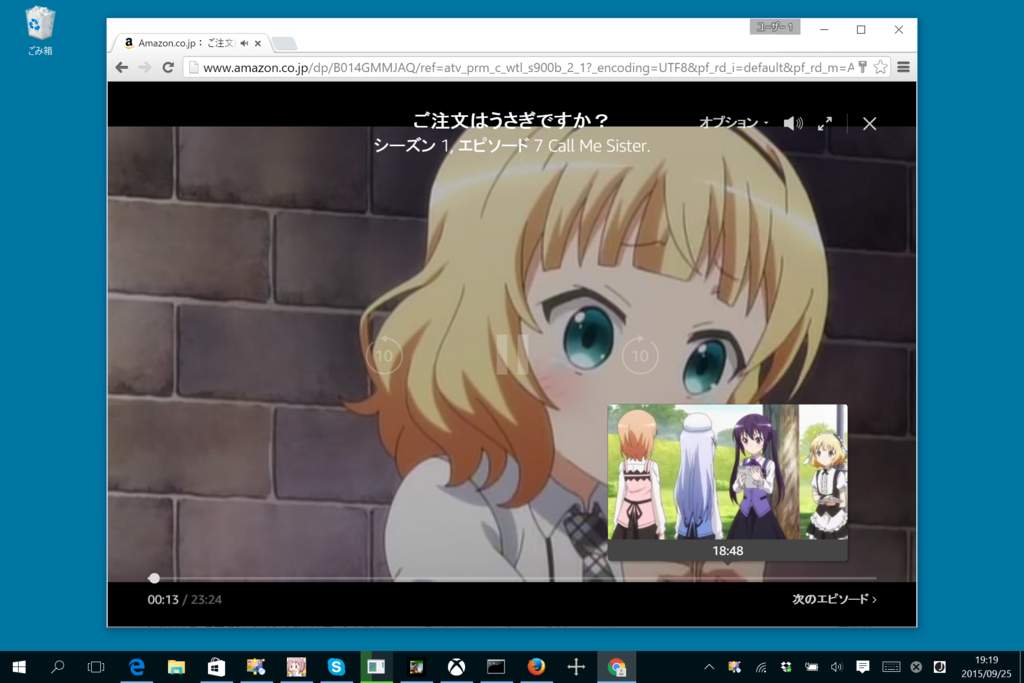 ごみ箱
ユーザー 1
Amazon.co.jp： ご注文
www.amazon.co.jp/dp/B014GMMJAQ/ref=atv_prm_c_wtl_s900b_2_1?_encoding=UTF8&pf_rd_i=default&pf_rd_m=A
ご注文はうさぎですか？
オプション
シーズン 1, エピソード 7 Call Me Sister.
10
10
18:48
00:13 / 23:24
次のエピソード ›
19:19
2015/09/25